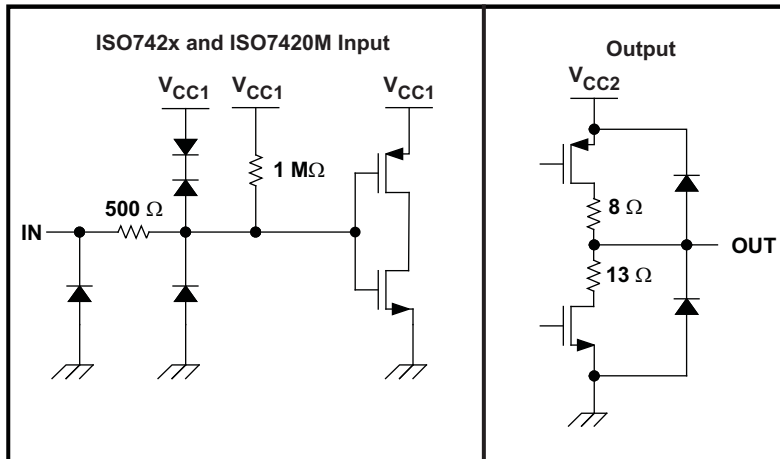 ISO742x and ISO7420M Input
VCC1
VCC1
VCC1
1 MΩ
500 Ω
IN
Output
VCC2
8 Ω
OUT
13 Ω